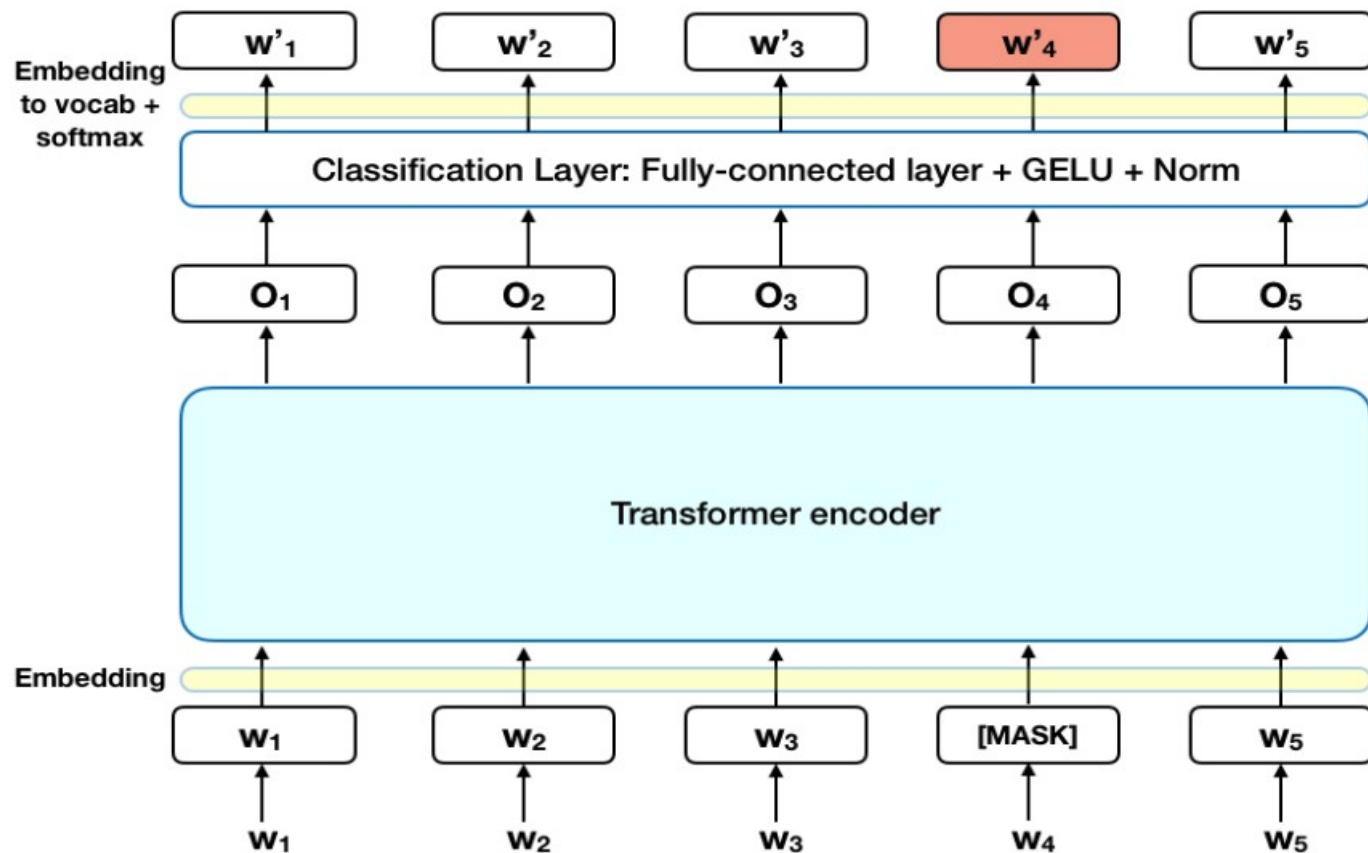 w'1 w'2 w'3 w'4 w'5
Embedding
to vocab +
softmax
Classification Layer: Fully-connected layer + GELU + Norm
O1 O2 O3 O4 O5
Transformer encoder
Embedding
W1 W2 W3 [MASK] W5
W1 W2 W3 W4 W5